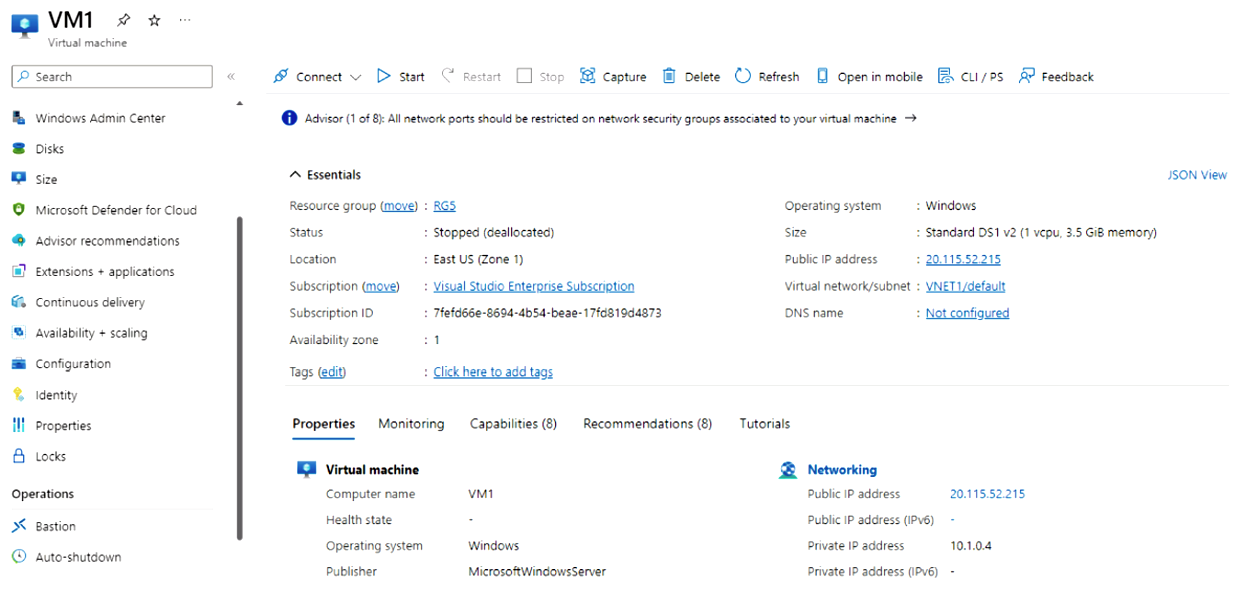 VM1
Virtual machine
Search
Connect Start Restart Stop Capture Delete Refresh Open in mobile CLI / PS Feedback
Windows Admin Center
Disks
Size
Microsoft Defender for Cloud
Advisor recommendations
Extensions + applications
Continuous delivery
Availability + scaling
Configuration
Identity
Properties
Locks
Operations
Bastion
Auto-shutdown
Advisor (1 of 8): All network ports should be restricted on network security groups associated to your virtual machine →
Essentials
JSON View
Resource group (move) : RG5
Status : Stopped (deallocated)
Location : East US (Zone 1)
Subscription (move) : Visual Studio Enterprise Subscription
Subscription ID : 7fefd66e-8694-4b54-beae-17fd819d4873
Availability zone : 1
Tags (edit) : Click here to add tags
Operating system : Windows
Size : Standard DS1 v2 (1 vcpu, 3.5 GiB memory)
Public IP address : 20.115.52.215
Virtual network/subnet : VNET1/default
DNS name : Not configured
Properties Monitoring Capabilities (8) Recommendations (8) Tutorials
Virtual machine
Computer name VM1
Health state -
Operating system Windows
Publisher MicrosoftWindowsServer
Networking
Public IP address 20.115.52.215
Public IP address (IPv6) -
Private IP address 10.1.0.4
Private IP address (IPv6) -